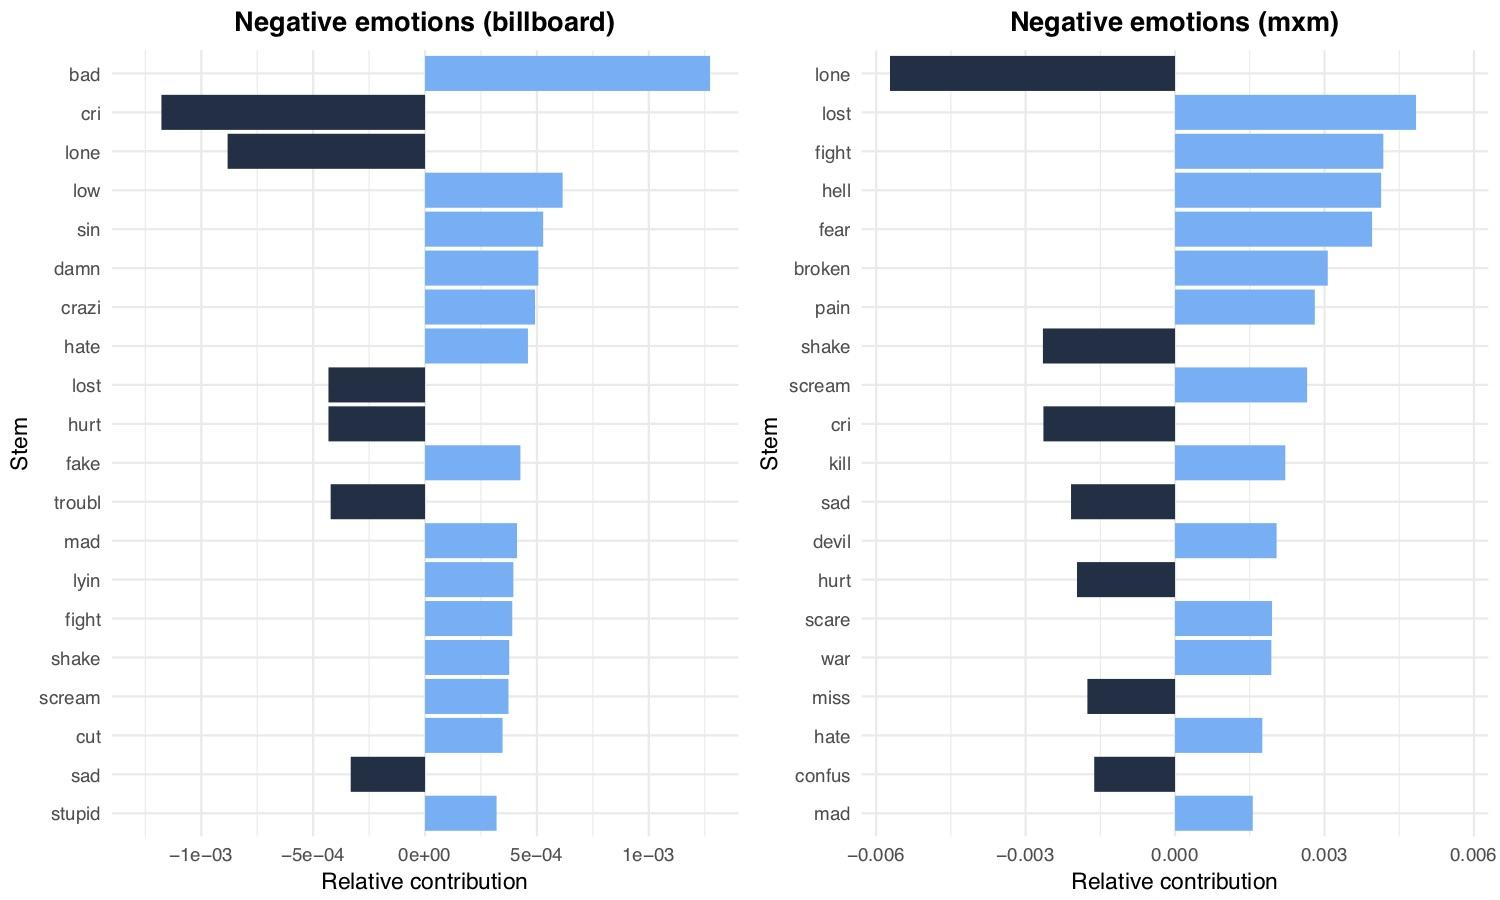 Negative emotions (billboard)
Stem
bad
cri
lone
low
sin
damn
crazi
hate
lost
hurt
fake
troubl
mad
lyin
fight
shake
scream
cut
sad
stupid
−1e−03 −5e−04 0e+00 5e−04 1e−03
Relative contribution
Negative emotions (mxm)
Stem
lone
lost
fight
hell
fear
broken
pain
shake
scream
cri
kill
sad
devil
hurt
scare
war
miss
hate
confus
mad
−0.006 −0.003 0.000 0.003 0.006
Relative contribution